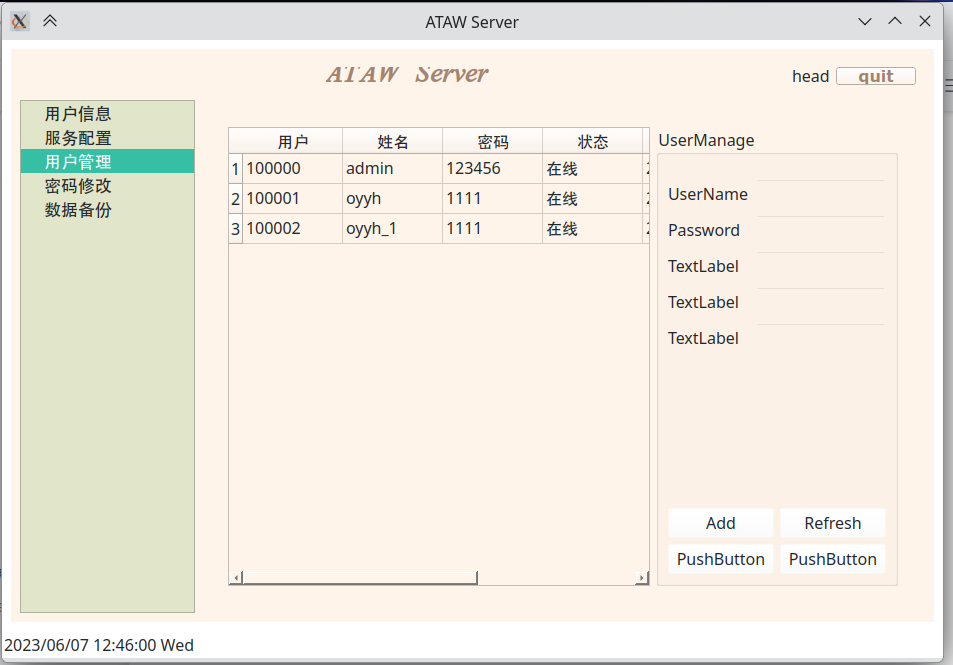 ATAW Server
ATAW Server
head quit
用户信息
服务配置
用户管理
密码修改
数据备份
用户 姓名 密码 状态
1 100000 admin 123456 在线
2 100001 oyyh 1111 在线
3 100002 oyyh_1 1111 在线
UserManage
UserName
Password
TextLabel
TextLabel
TextLabel
Add Refresh
PushButton PushButton
2023/06/07 12:46:00 Wed